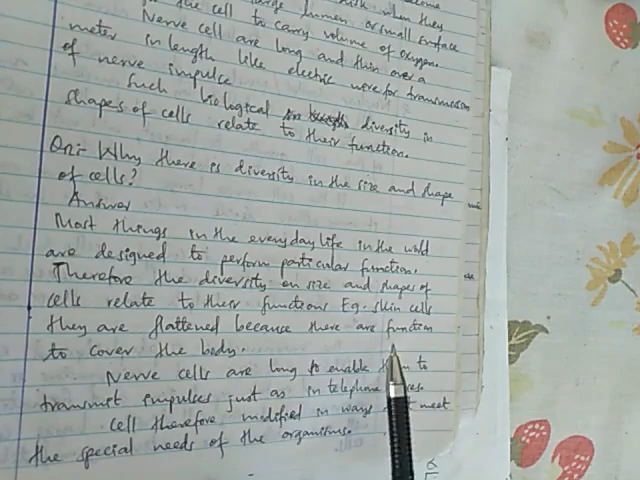 the cell to carry volume of oxygen.
Nerve cell are long and thin over a
meter in length like electric wire for transmission
of nerve impulse.
Such biological diversity in
shapes of cells relate to their function.
Qn:- Why there is diversity in the size and shape
of cells?
Answer
Most things in the everyday life in the world
are designed to perform particular function.
Therefore the diversity on size and shapes of
cells relate to their functions Eg. skin cells
they are flattened because there are function
to cover the body.
Nerve cells are long to enable to
transmit impulses just as in telephone
cell therefore modified in ways meet
the special needs of the organisms.